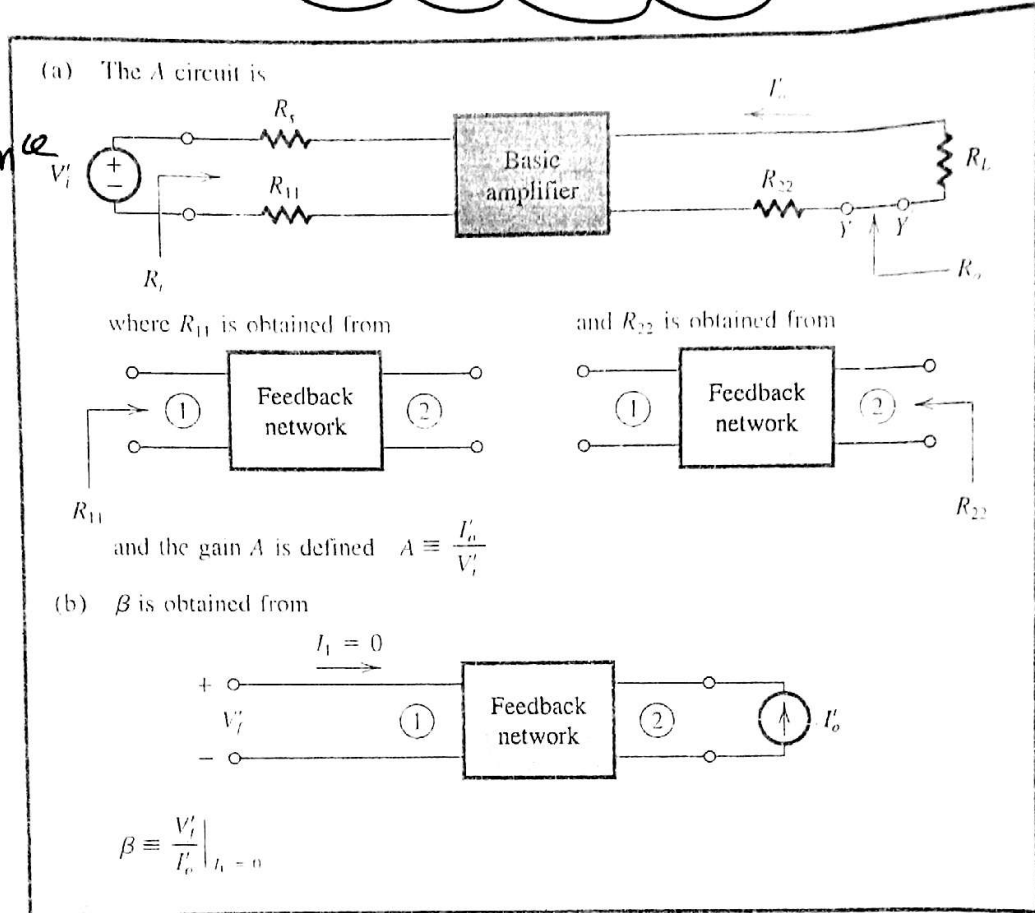 (a) The A circuit is
R_s
I'_o
V'_i
+
−
R_11
Basic
amplifier
R_22
R_L
Y
Y
R_i
R_o
where R_11 is obtained from
and R_22 is obtained from
1
Feedback
network
2
1
Feedback
network
2
R_11
R_22
and the gain A is defined A ≡ I'_o / V'_i
(b) β is obtained from
I_1 = 0
+
V'_f
−
1
Feedback
network
2
I'_o
β ≡ V'_f / I'_o | I_1 = 0